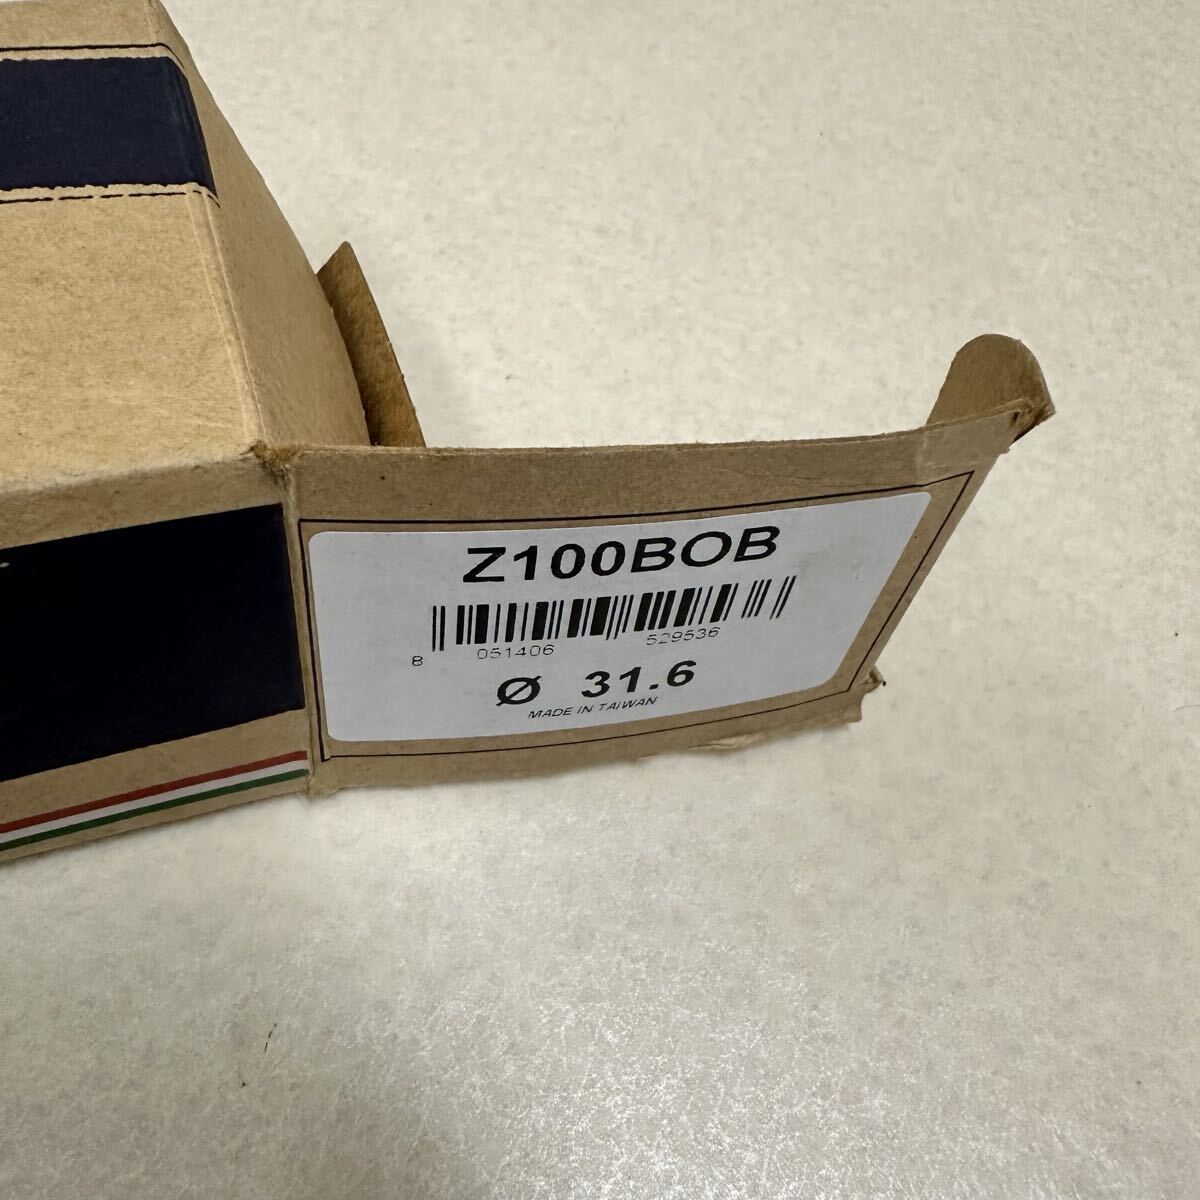 Z100BOB
8 051406 529536
Ø 31.6
MADE IN TAIWAN